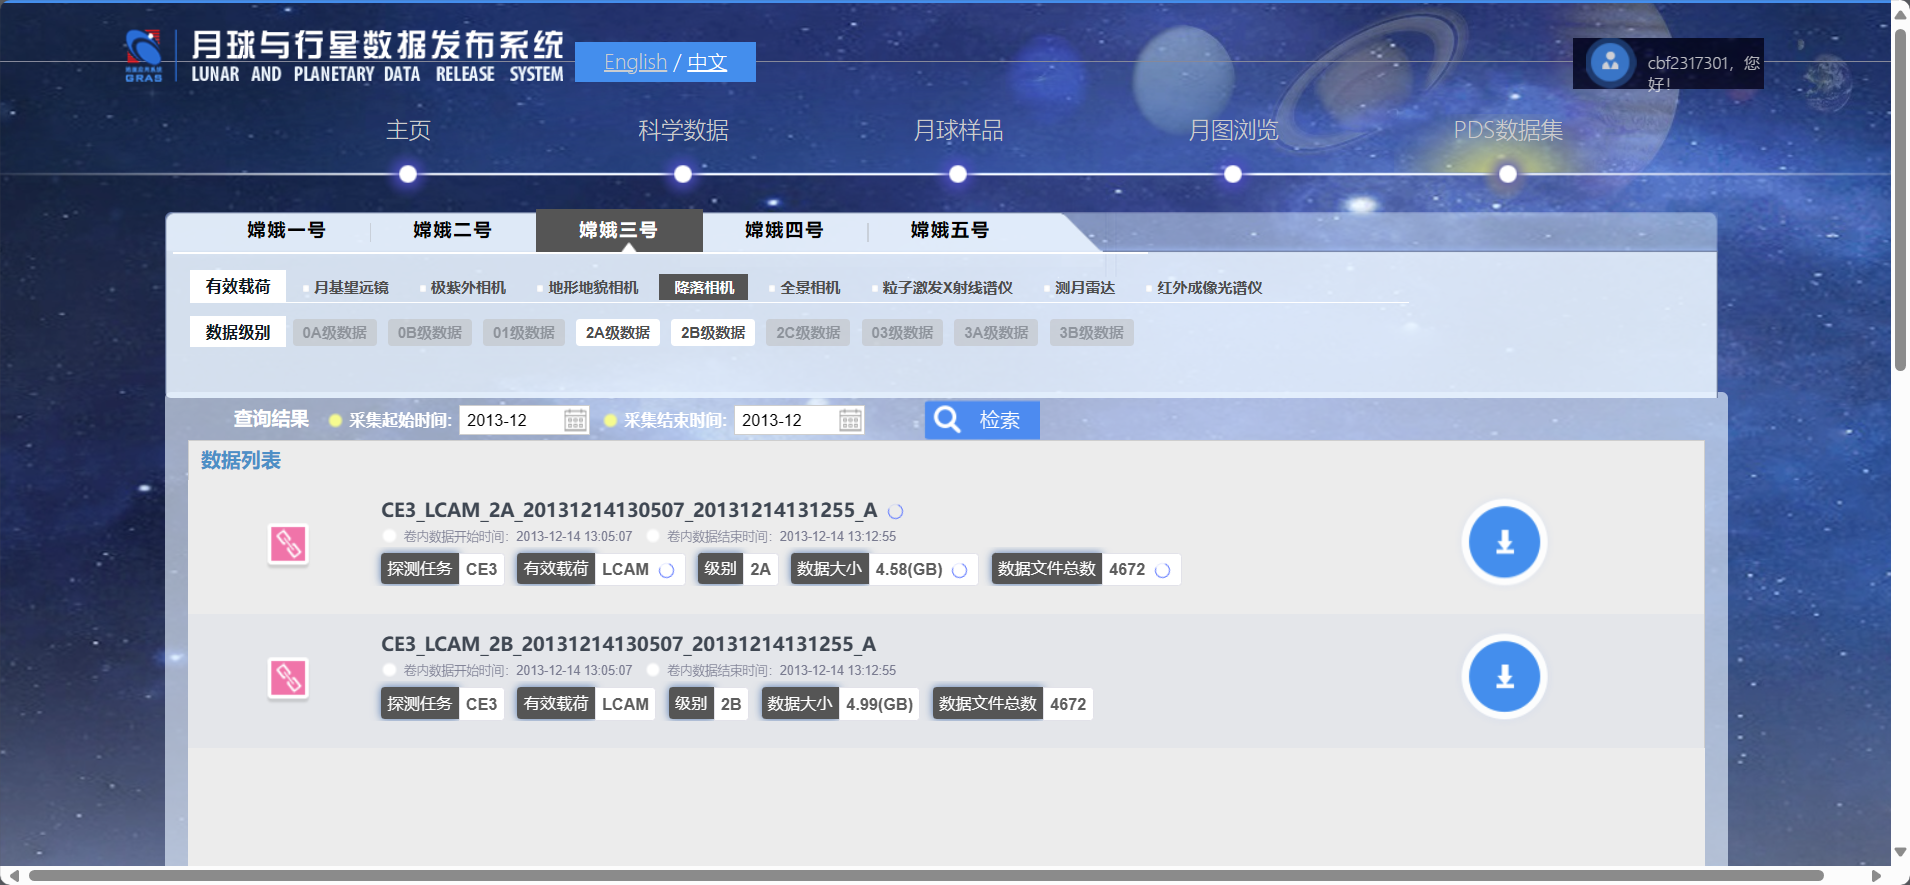 月球与行星数据发布系统
LUNAR AND PLANETARY DATA RELEASE SYSTEM
GRAS
English / 中文
cbf2317301，您
好！
主页 科学数据 月球样品 月图浏览 PDS数据集
嫦娥一号 嫦娥二号 嫦娥三号 嫦娥四号 嫦娥五号
有效载荷 月基望远镜 极紫外相机 地形地貌相机 降落相机 全景相机 粒子激发X射线谱仪 测月雷达 红外成像光谱仪
数据级别 0A级数据 0B级数据 01级数据 2A级数据 2B级数据 2C级数据 03级数据 3A级数据 3B级数据
查询结果 采集起始时间: 2013-12 采集结束时间: 2013-12 检索
数据列表
CE3_LCAM_2A_20131214130507_20131214131255_A
卷内数据开始时间：2013-12-14 13:05:07 卷内数据结束时间：2013-12-14 13:12:55
探测任务 CE3 有效载荷 LCAM 级别 2A 数据大小 4.58(GB) 数据文件总数 4672
CE3_LCAM_2B_20131214130507_20131214131255_A
卷内数据开始时间：2013-12-14 13:05:07 卷内数据结束时间：2013-12-14 13:12:55
探测任务 CE3 有效载荷 LCAM 级别 2B 数据大小 4.99(GB) 数据文件总数 4672